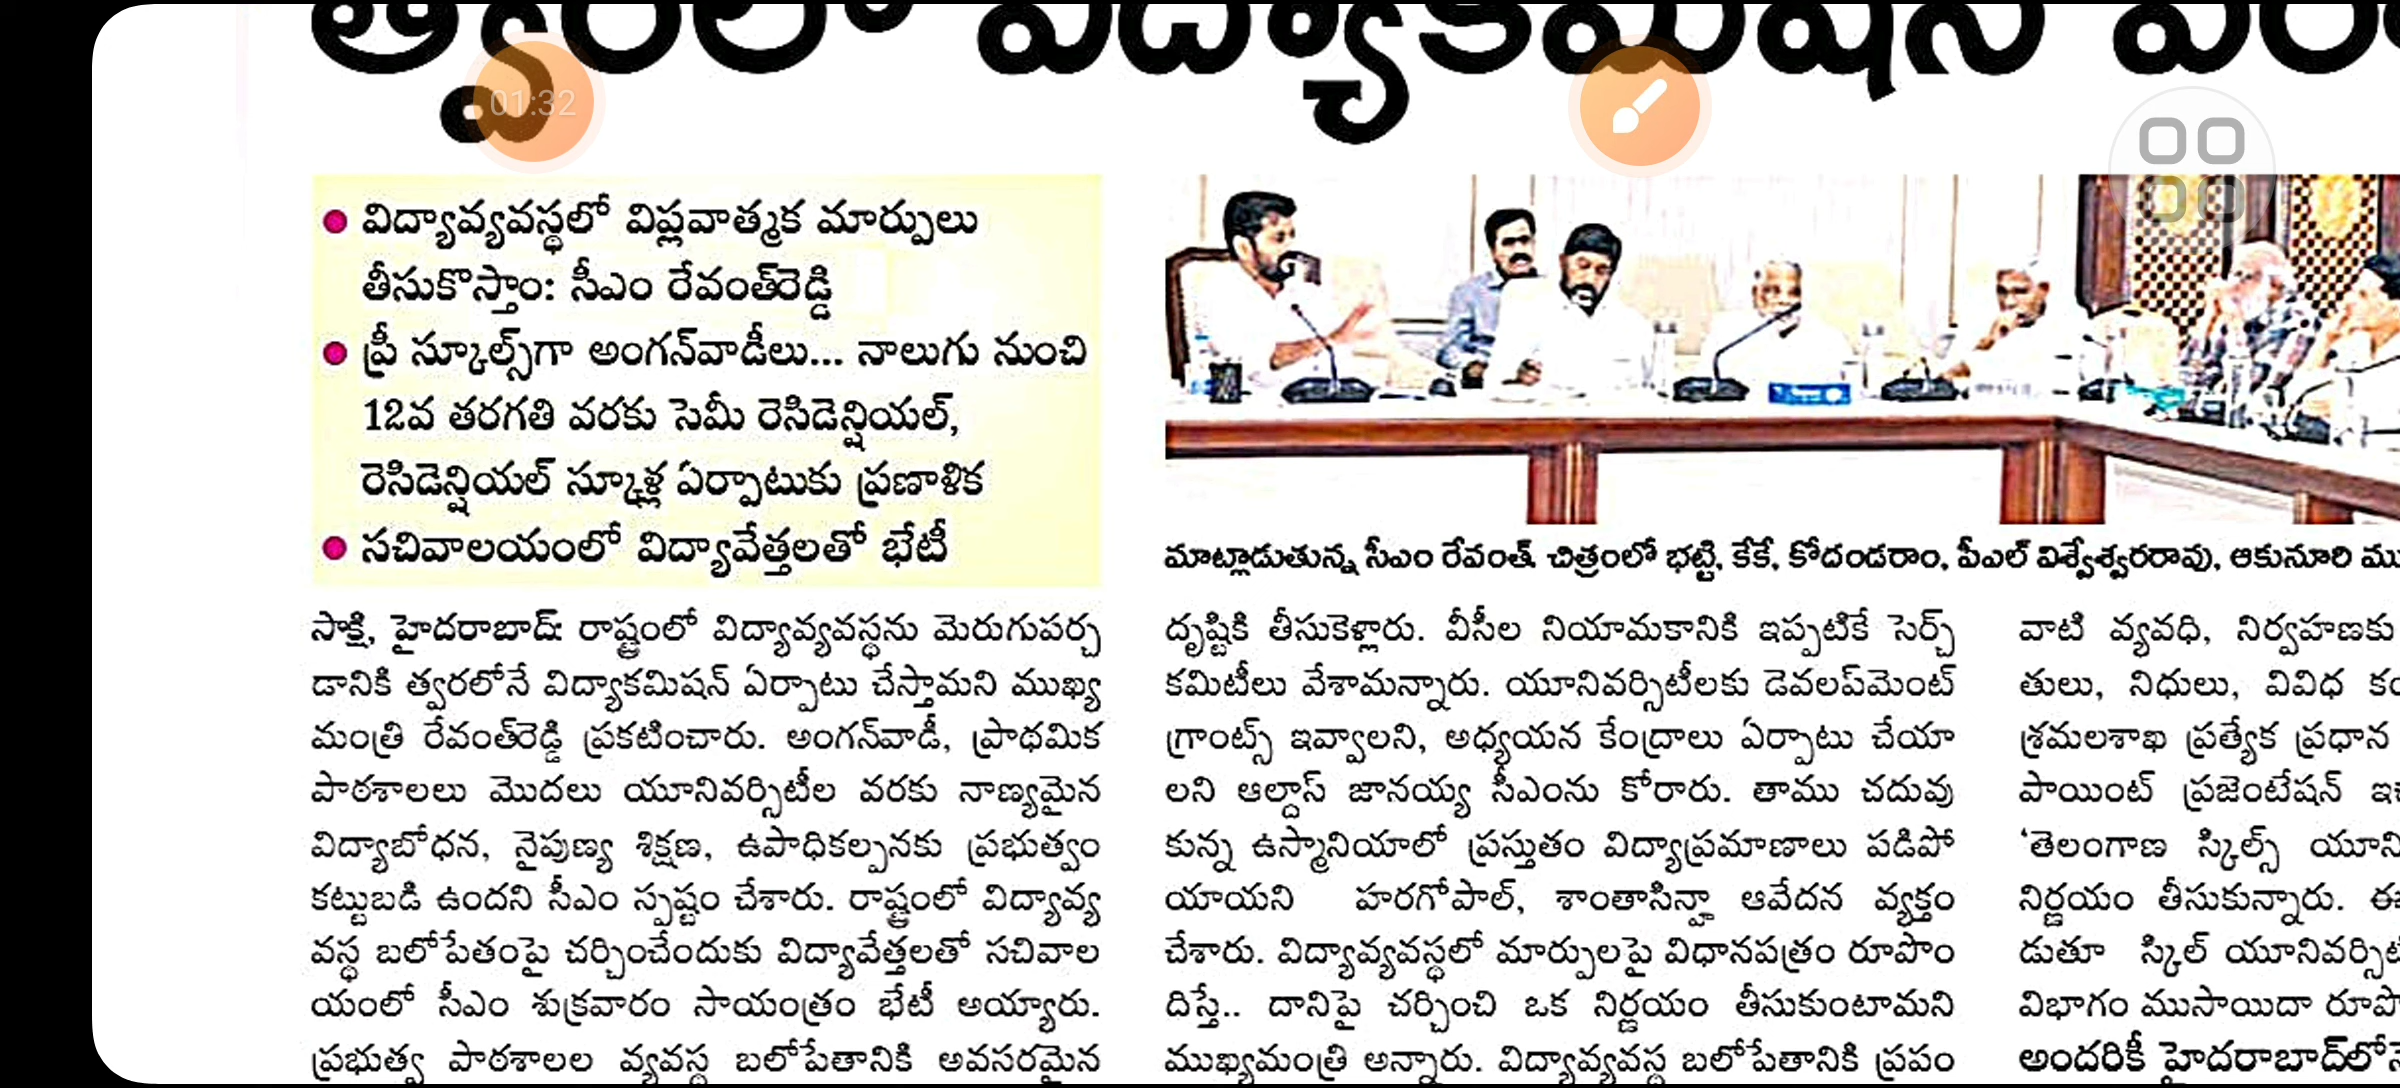 త్వరలో విద్యాకమిషన్
01:32
● విద్యావ్యవస్థలో విప్లవాత్మక మార్పులు
తీసుకొస్తాం: సీఎం రేవంత్‌రెడ్డి
● ప్రీ స్కూల్స్‌గా అంగన్‌వాడీలు... నాలుగు నుంచి
12వ తరగతి వరకు సెమీ రెసిడెన్షియల్,
రెసిడెన్షియల్ స్కూళ్ల ఏర్పాటుకు ప్రణాళిక
● సచివాలయంలో విద్యావేత్తలతో భేటీ
మాట్లాడుతున్న సీఎం రేవంత్. చిత్రంలో భట్టి, కేకే, కోదండరాం, పీఎల్ విశ్వేశ్వరరావు, ఆకునూరి
సాక్షి, హైదరాబాద్: రాష్ట్రంలో విద్యావ్యవస్థను మెరుగుపర్చ
డానికి త్వరలోనే విద్యాకమిషన్ ఏర్పాటు చేస్తామని ముఖ్య
మంత్రి రేవంత్‌రెడ్డి ప్రకటించారు. అంగన్‌వాడీ, ప్రాథమిక
పాఠశాలలు మొదలు యూనివర్సిటీల వరకు నాణ్యమైన
విద్యాబోధన, నైపుణ్య శిక్షణ, ఉపాధికల్పనకు ప్రభుత్వం
కట్టుబడి ఉందని సీఎం స్పష్టం చేశారు. రాష్ట్రంలో విద్యావ్య
వస్థ బలోపేతంపై చర్చించేందుకు విద్యావేత్తలతో సచివాల
యంలో సీఎం శుక్రవారం సాయంత్రం భేటీ అయ్యారు.
ప్రభుత్వ పాఠశాలల వ్యవస్థ బలోపేతానికి అవసరమైన
దృష్టికి తీసుకెళ్లారు. వీసీల నియామకానికి ఇప్పటికే సెర్చ్
కమిటీలు వేశామన్నారు. యూనివర్సిటీలకు డెవలప్‌మెంట్
గ్రాంట్స్ ఇవ్వాలని, అధ్యయన కేంద్రాలు ఏర్పాటు చేయా
లని ఆల్దాస్ జానయ్య సీఎంను కోరారు. తాము చదువు
కున్న ఉస్మానియాలో ప్రస్తుతం విద్యాప్రమాణాలు పడిపో
యాయని హరగోపాల్, శాంతాసిన్హా ఆవేదన వ్యక్తం
చేశారు. విద్యావ్యవస్థలో మార్పులపై విధానపత్రం రూపొం
దిస్తే.. దానిపై చర్చించి ఒక నిర్ణయం తీసుకుంటామని
ముఖ్యమంత్రి అన్నారు. విద్యావ్యవస్థ బలోపేతానికి ప్రపం
వాటి వ్యవధి, నిర్వహణకు
తులు, నిధులు, వివిధ
శ్రమలశాఖ ప్రత్యేక ప్రధాన
పాయింట్ ప్రజెంటేషన్
‘తెలంగాణ స్కిల్స్
నిర్ణయం తీసుకున్నారు.
డుతూ స్కిల్
విభాగం ముసాయిదా
అందరికీ